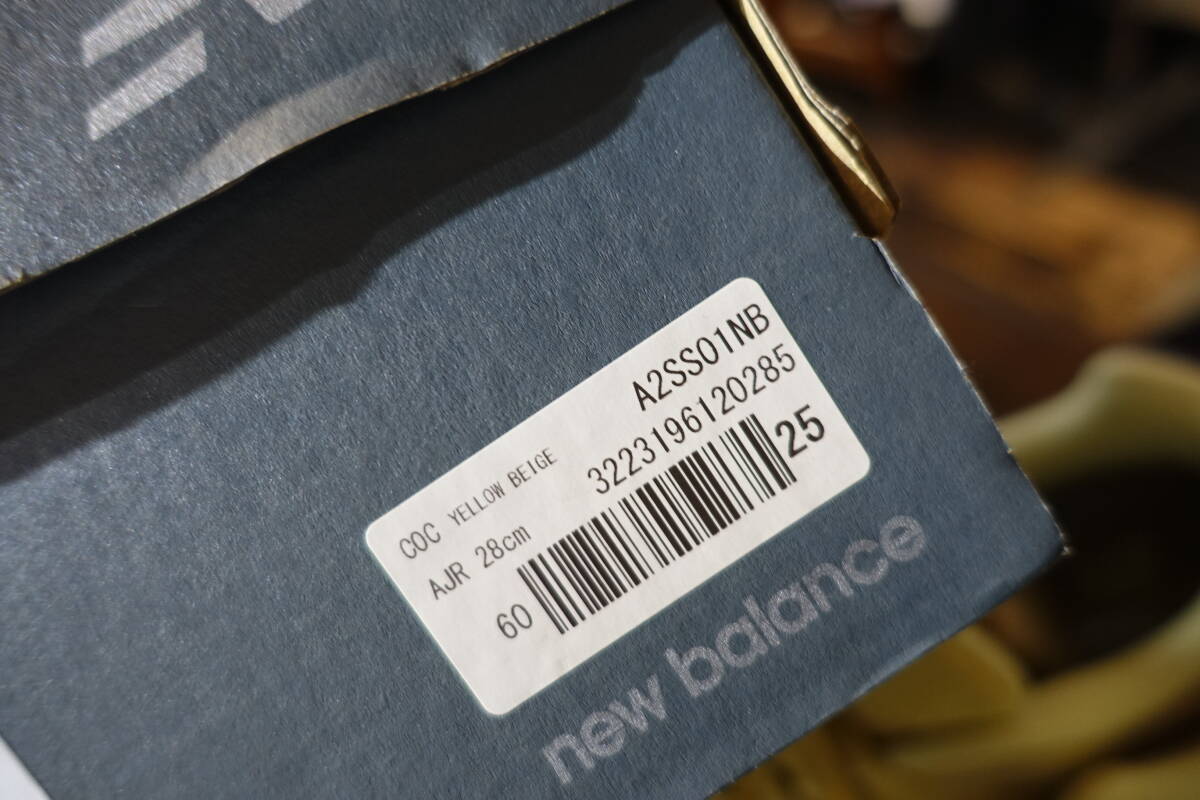 A2SS01NB
COC YELLOW BEIGE 3223196120285
AJR 28cm
60 25
new balance